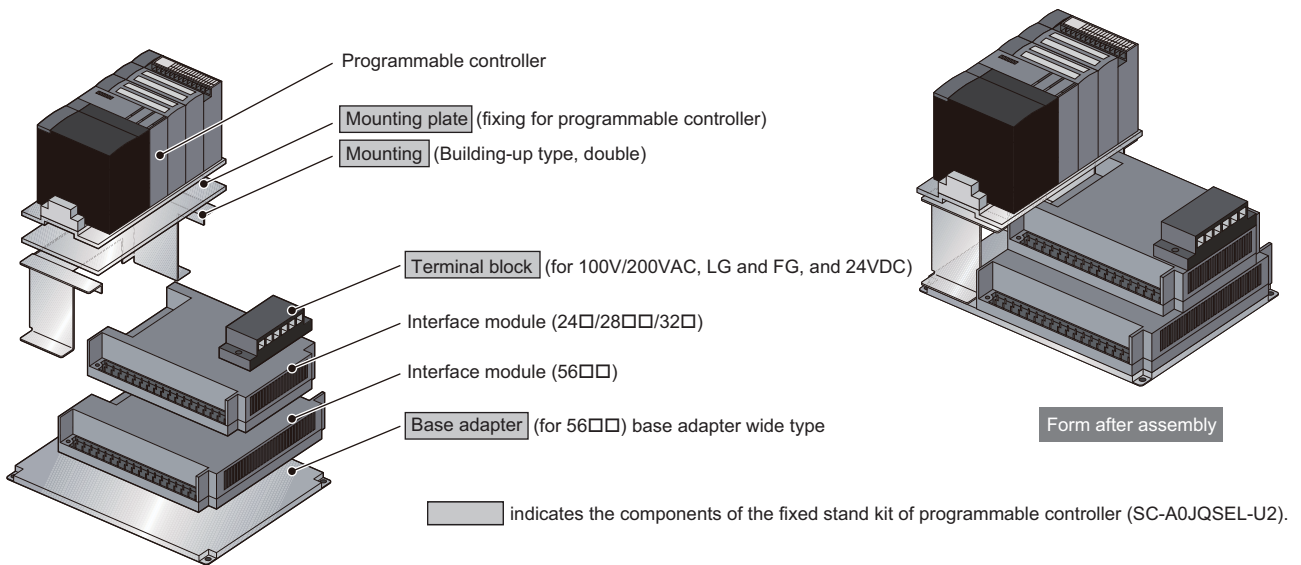 Programmable controller
Mounting plate (fixing for programmable controller)
Mounting (Building-up type, double)
Terminal block (for 100V/200VAC, LG and FG, and 24VDC)
Interface module (24□/28□□/32□)
Interface module (56□□)
Base adapter (for 56□□) base adapter wide type
Form after assembly
indicates the components of the fixed stand kit of programmable controller (SC-A0JQSEL-U2).